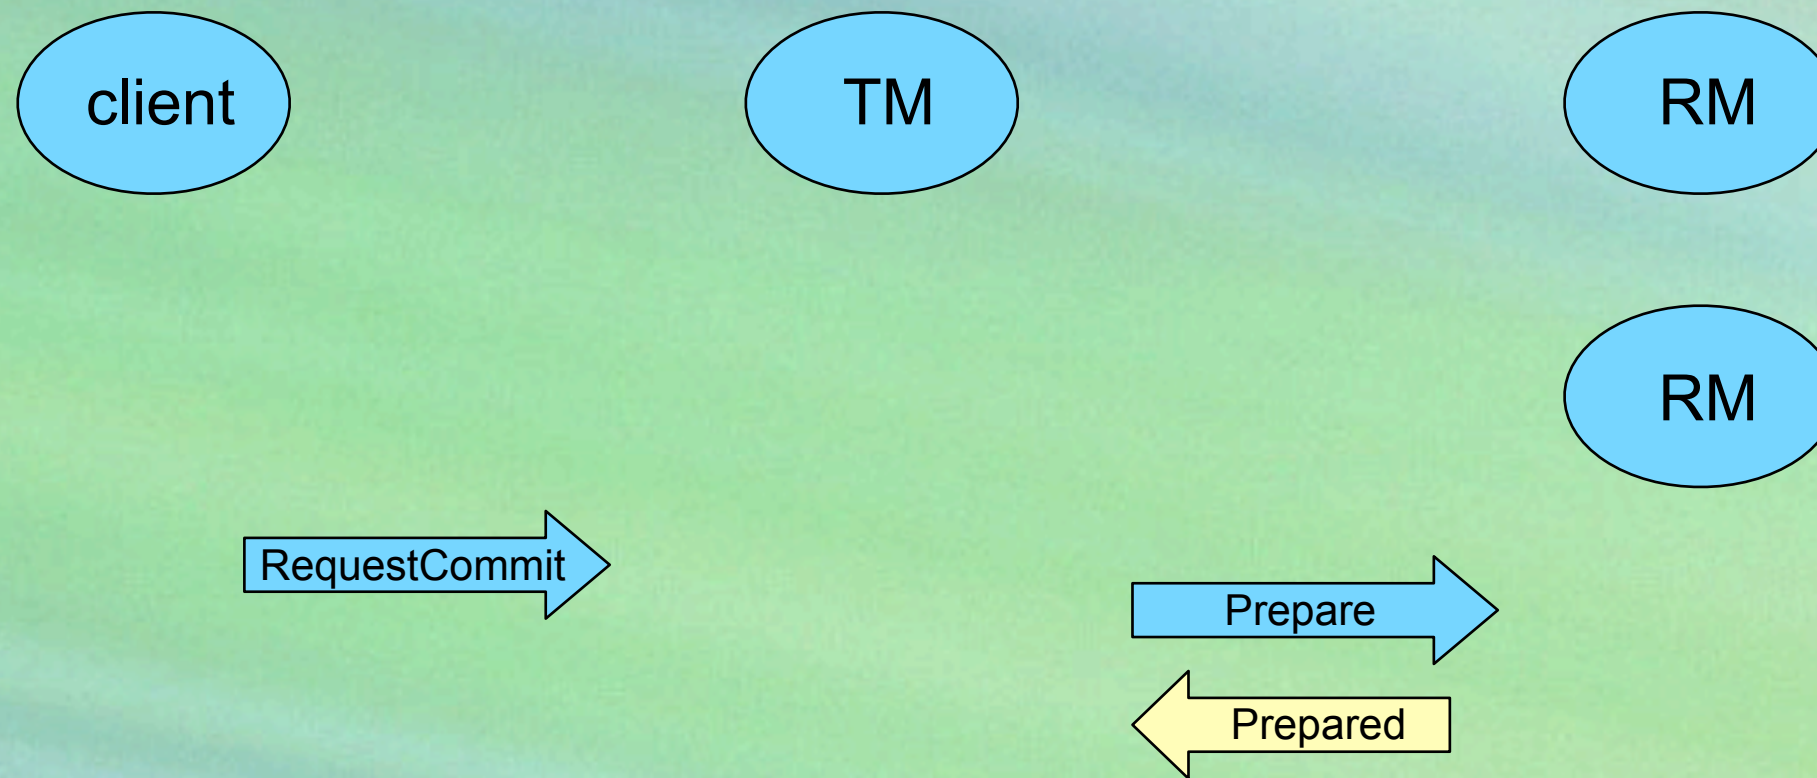 client
TM
RM
RM
RequestCommit
Prepare
Prepared